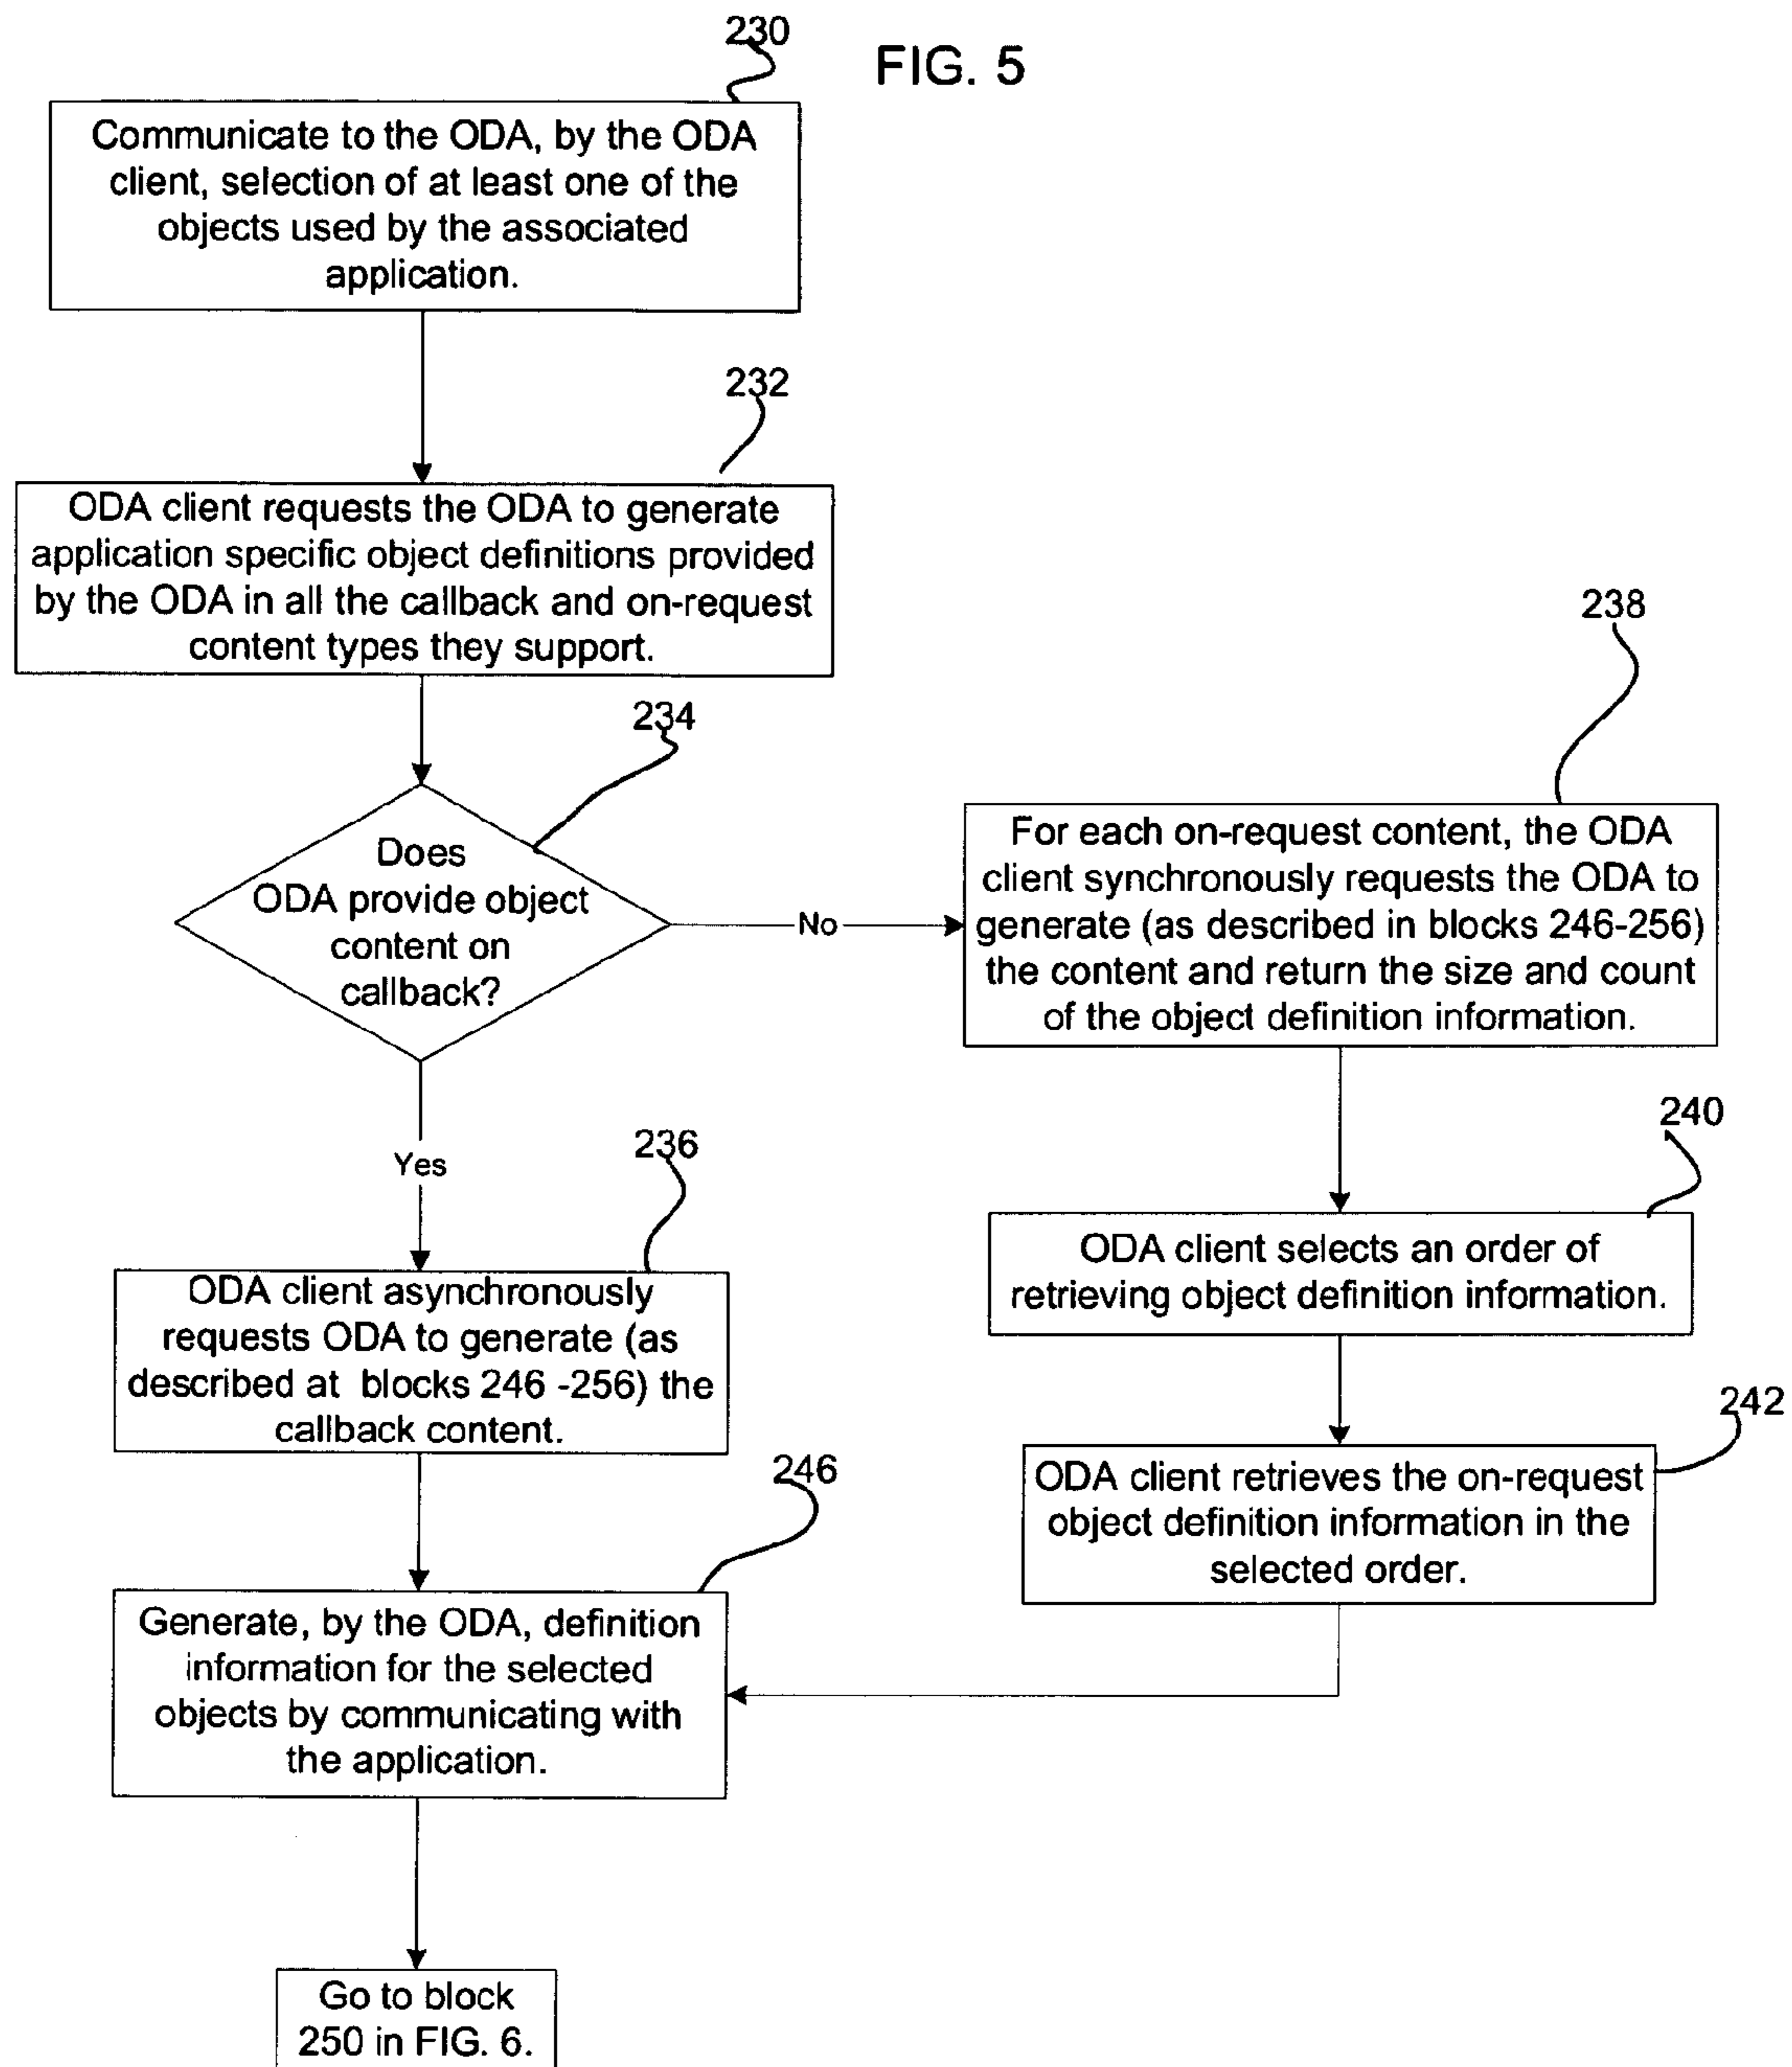 FIG. 5
230
Communicate to the ODA, by the ODA
client, selection of at least one of the
objects used by the associated
application.
232
ODA client requests the ODA to generate
application specific object definitions provided
by the ODA in all the callback and on-request
content types they support.
234
Does
ODA provide object
content on
callback?
No
Yes
238
For each on-request content, the ODA
client synchronously requests the ODA to
generate (as described in blocks 246-256)
the content and return the size and count
of the object definition information.
240
ODA client selects an order of
retrieving object definition information.
242
ODA client retrieves the on-request
object definition information in the
selected order.
236
ODA client asynchronously
requests ODA to generate (as
described at blocks 246 -256) the
callback content.
246
Generate, by the ODA, definition
information for the selected
objects by communicating with
the application.
Go to block
250 in FIG. 6.